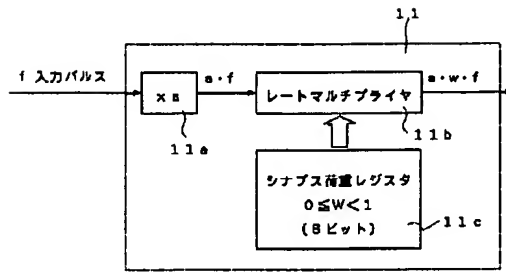 11
f 入力パルス
×a
a・f
レートマルチプライヤ
a・w・f
11a
11b
シナプス荷重レジスタ
0≦W<1
(8ビット)
11c